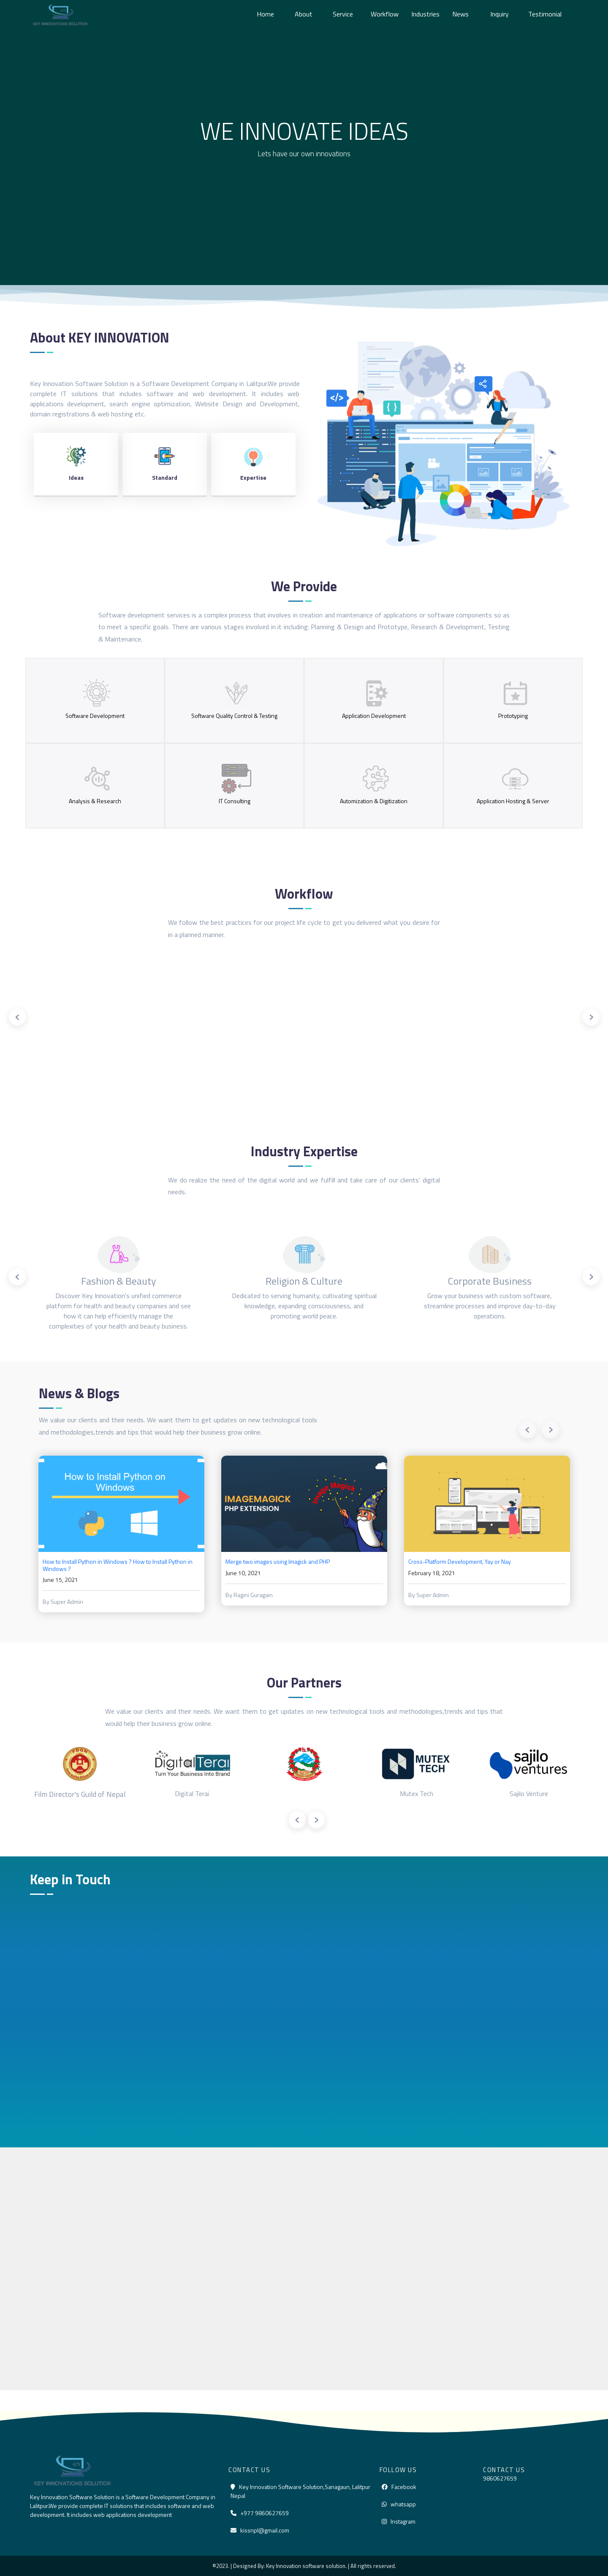 KEY INNOVATIONS SOLUTION
Home About Service Workflow Industries News Inquiry Testimonial
WE INNOVATE IDEAS
Lets have our own innovations
About KEY INNOVATION
Key Innovation Software Solution is a Software Development Company in Lalitpur.We provide
complete IT solutions that includes software and web development. It includes web
applications development, search engine optimization, Website Design and Development,
domain registrations & web hosting etc.
Ideas
Standard
Expertise
We Provide
Software development services is a complex process that involves in creation and maintenance of applications or software components so as
to meet a specific goals. There are various stages involved in it including: Planning & Design and Prototype, Research & Development, Testing
& Maintenance.
Software Development
Software Quality Control & Testing
Application Development
Prototyping
Analysis & Research
IT Consulting
Automization & Digitization
Application Hosting & Server
Workflow
We follow the best practices for our project life cycle to get you delivered what you desire for
in a planned manner.
Industry Expertise
We do realize the need of the digital world and we fulfill and take care of our clients' digital
needs.
Fashion & Beauty
Discover Key Innovation's unified commerce
platform for health and beauty companies and see
how it can help efficiently manage the
complexities of your health and beauty business.
Religion & Culture
Dedicated to serving humanity, cultivating spiritual
knowledge, expanding consciousness, and
promoting world peace.
Corporate Business
Grow your business with custom software,
streamline processes and improve day-to-day
operations.
News & Blogs
We value our clients and their needs. We want them to get updates on new technological tools
and methodologies,trends and tips that would help their business grow online.
How to Install Python on
Windows
How to Install Python in Windows ? How to Install Python in
Windows ?
June 15, 2021
By Super Admin
IMAGEMAGICK
PHP EXTENSION
Image Magick
Merge two images using Imagick and PHP
June 10, 2021
By Ragini Guragain
Cross-Platform Development, Yay or Nay
February 18, 2021
By Super Admin
Our Partners
We value our clients and their needs. We want them to get updates on new technological tools and methodologies,trends and tips that
would help their business grow online.
Film Director's Guild of Nepal
Digital Terai
Turn Your Business Into Brand
Digital Terai
MUTEX
TECH
Mutex Tech
sajilo
ventures
Sajilo Venture
Keep in Touch
KEY INNOVATIONS SOLUTION
Key Innovation Software Solution is a Software Development Company in
Lalitpur.We provide complete IT solutions that includes software and web
development. It includes web applications development
CONTACT US
Key Innovation Software Solution,Sanagaun, Lalitpur
Nepal
+977 9860627659
kissnpl@gmail.com
FOLLOW US
Facebook
whatsapp
Instagram
CONTACT US
9860627659
©2023. | Designed By: Key Innovation software solution. | All rights reserved.